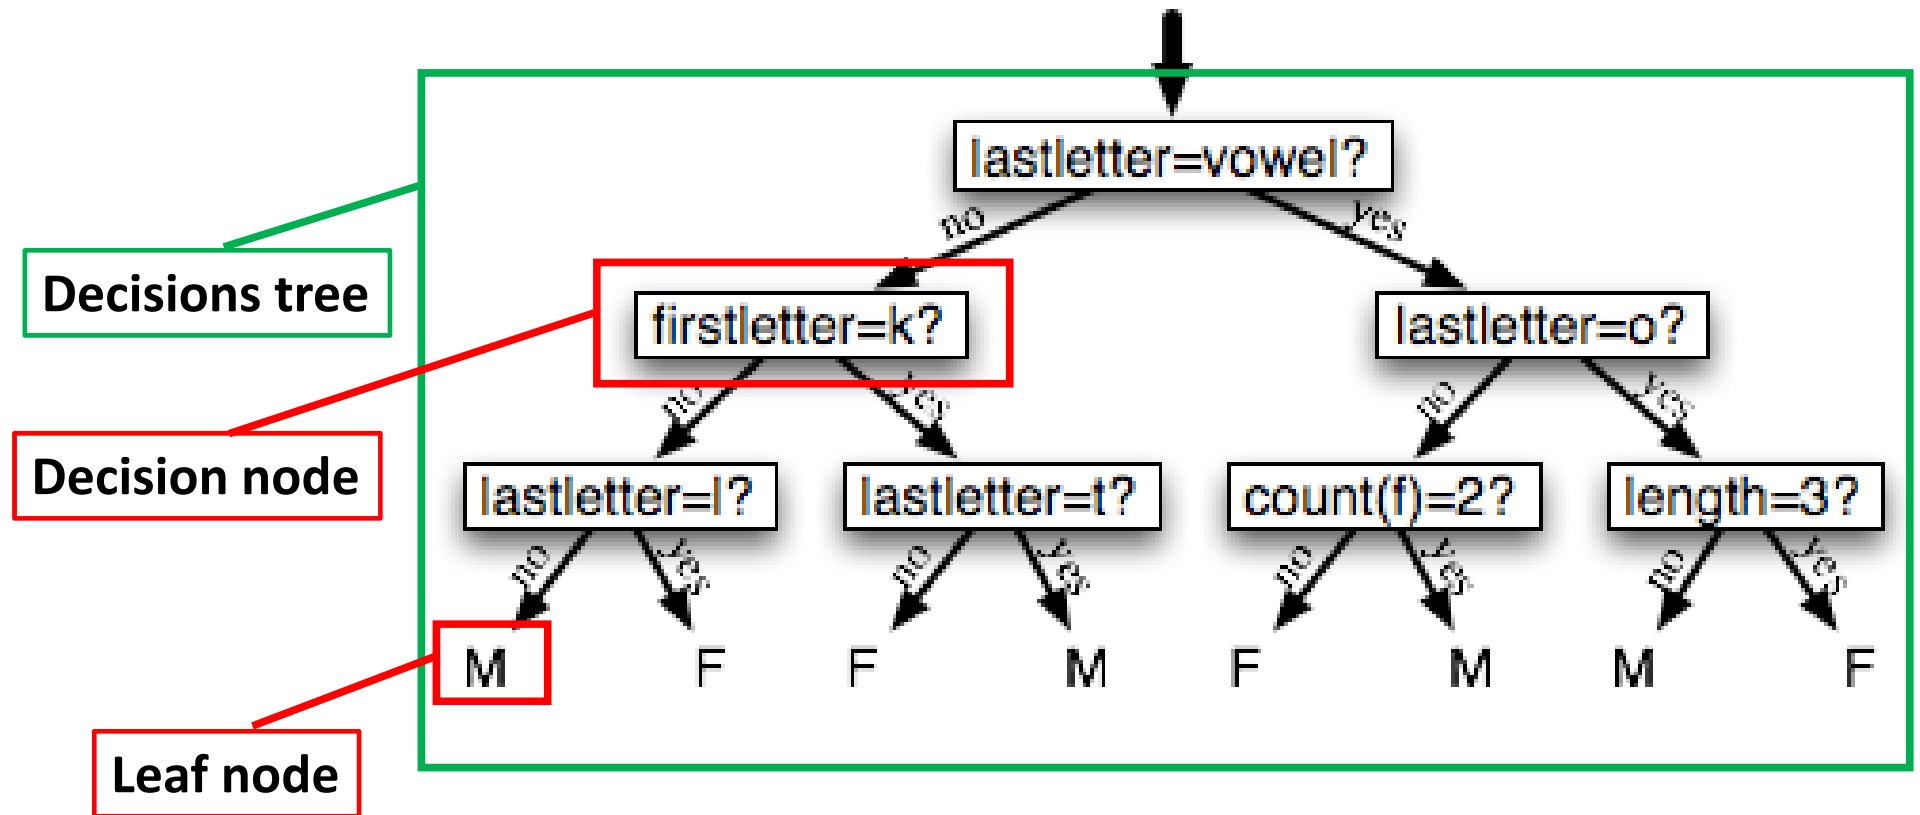 lastletter=vowel?
no
yes
Decisions tree
firstletter=k?
lastletter=o?
no
yes
no
yes
Decision node
lastletter=l?
lastletter=t?
count(f)=2?
length=3?
no
yes
no
yes
no
yes
no
yes
M
F
F
M
F
M
M
F
Leaf node